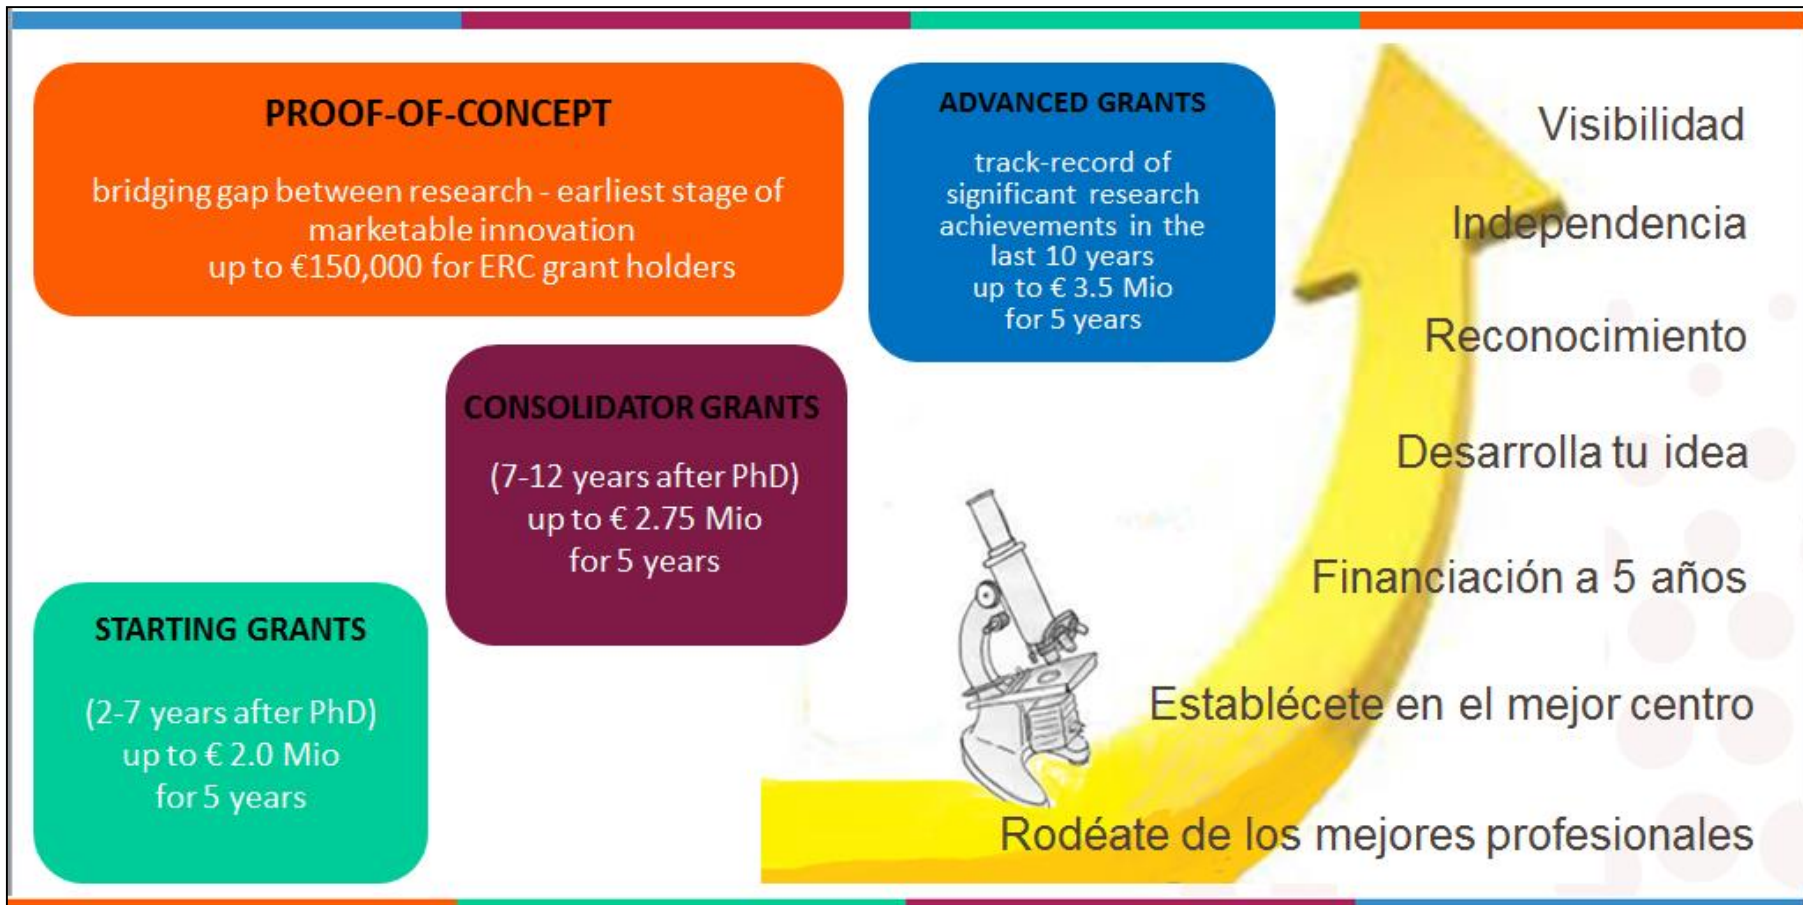 PROOF-OF-CONCEPT
bridging gap between research - earliest stage of
marketable innovation
up to €150,000 for ERC grant holders
ADVANCED GRANTS
track-record of
significant research
achievements in the
last 10 years
up to € 3.5 Mio
for 5 years
CONSOLIDATOR GRANTS
(7-12 years after PhD)
up to € 2.75 Mio
for 5 years
STARTING GRANTS
(2-7 years after PhD)
up to € 2.0 Mio
for 5 years
Visibilidad
Independencia
Reconocimiento
Desarrolla tu idea
Financiación a 5 años
Establécete en el mejor centro
Rodéate de los mejores profesionales